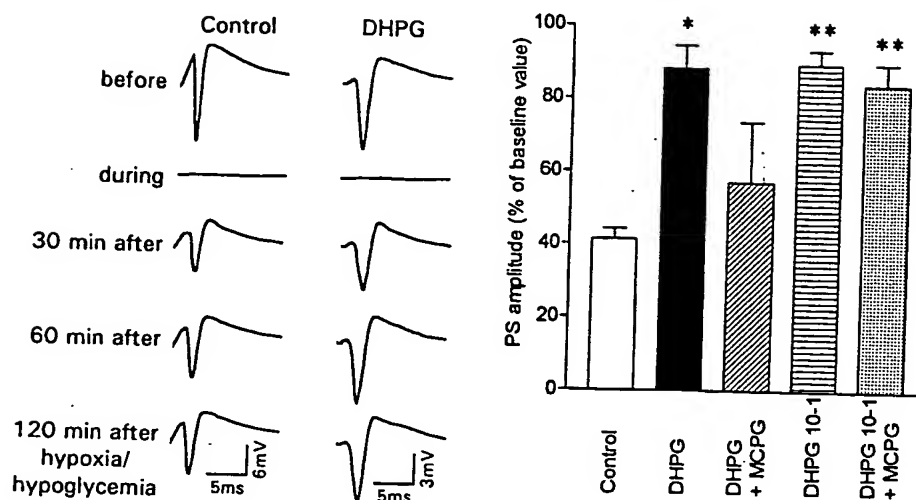 Control DHPG
before
during
30 min after
60 min after
120 min after
hypoxia/
hypoglycemia
5ms
6mV
5ms
3mV
PS amplitude (% of baseline value)
100
80
60
40
20
0
*
**
**
Control
DHPG
DHPG
+ MCPG
DHPG 10-1
DHPG 10-1
+ MCPG